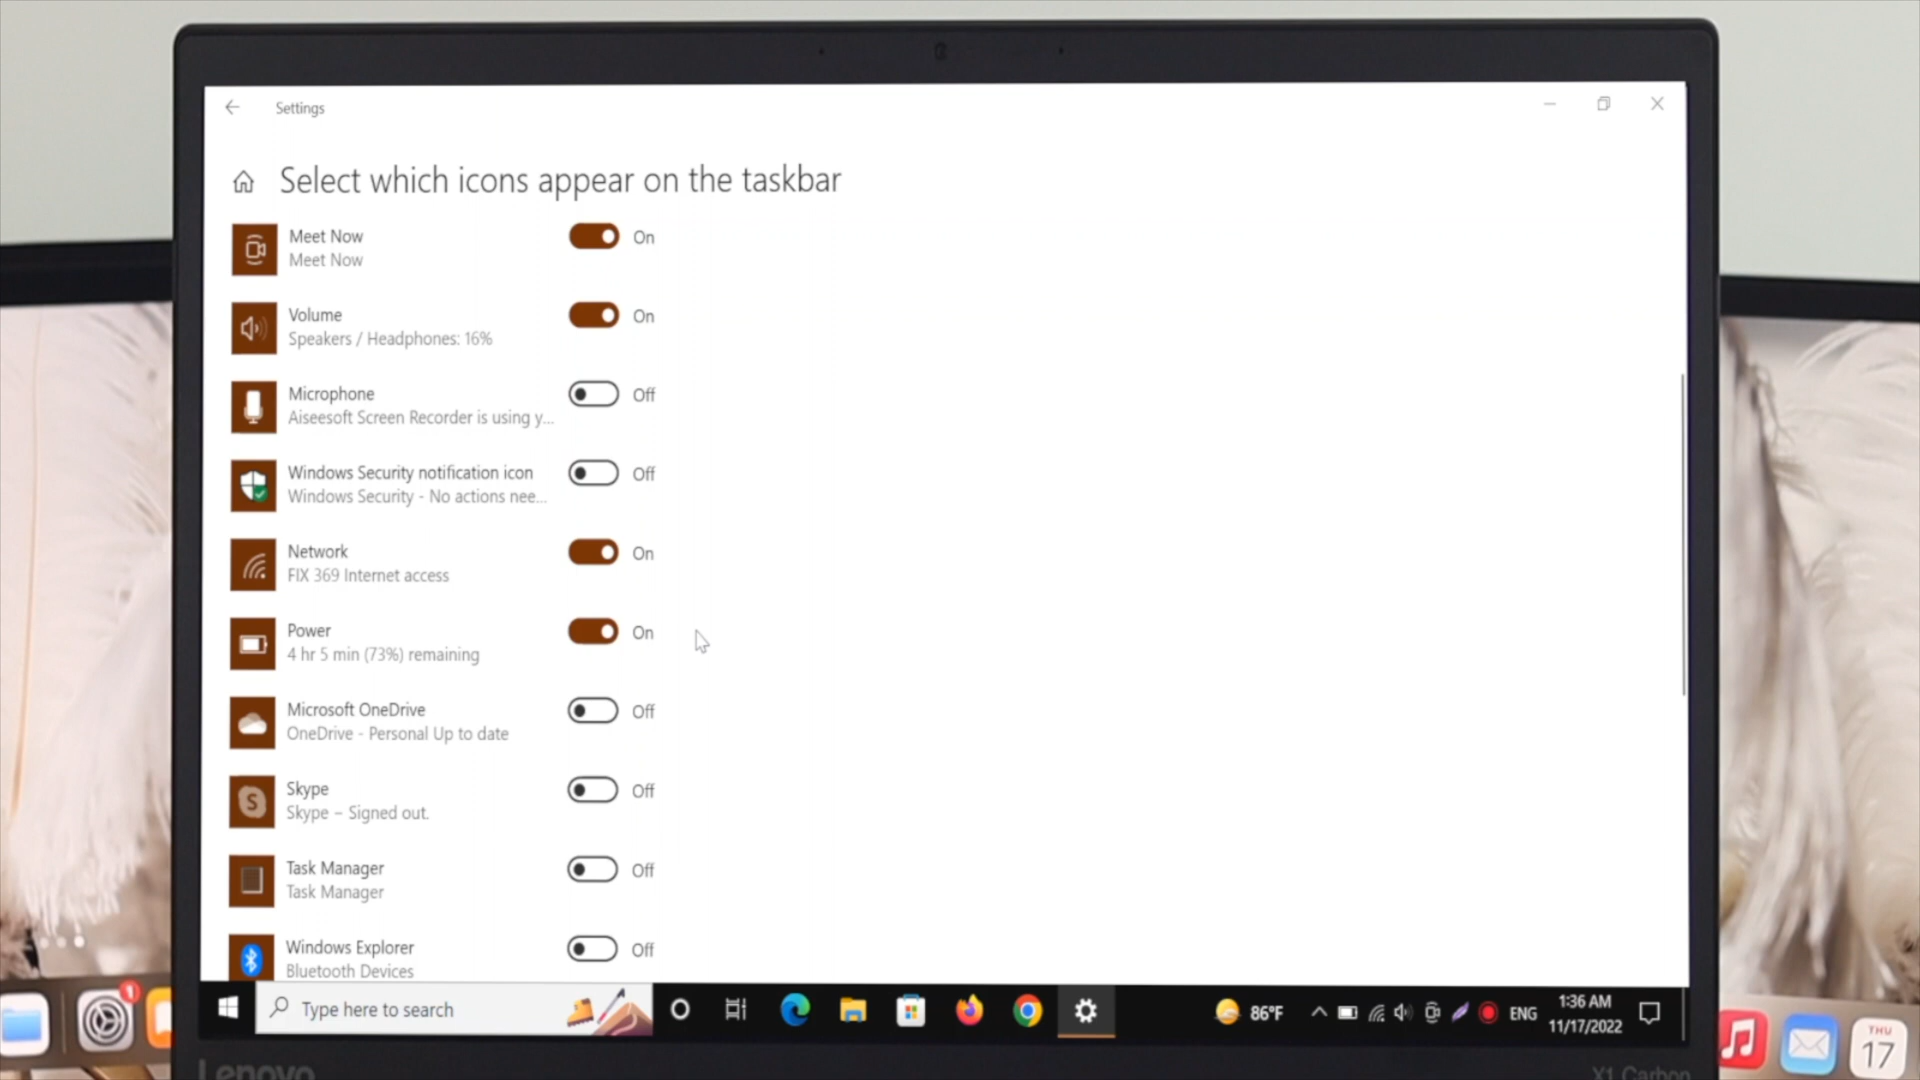 Settings
Select which icons appear on the taskbar
Meet Now
On
Meet Now
Volume
On
Speakers / Headphones: 16%
Microphone
Off
Aiseesoft Screen Recorder is using y...
Windows Security notification icon
Off
Windows Security - No actions nee...
Network
On
FIX 369 Internet access
Power
On
4 hr 5 min (73%) remaining
Microsoft OneDrive
Off
OneDrive - Personal Up to date
Skype
Off
Skype – Signed out.
Task Manager
Off
Task Manager
Windows Explorer
Off
Bluetooth Devices
Type here to search
86°F
ENG
1:36 AM
11/17/2022
1
THU
17
Lenovo
X1 Carbon